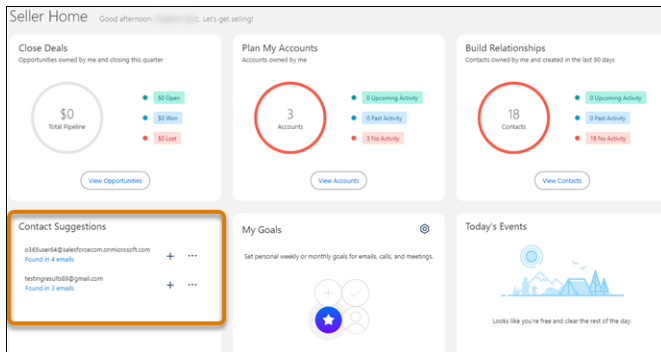 Seller Home Good afternoon . Let's get selling!
Close Deals
Opportunities owned by me and closing this quarter
$0
Total Pipeline
$0 Open
$0 Won
$0 Lost
View Opportunities
Plan My Accounts
Accounts owned by me
3
Accounts
0 Upcoming Activity
0 Past Activity
3 No Activity
View Accounts
Build Relationships
Contacts owned by me and created in the last 90 days
18
Contacts
0 Upcoming Activity
0 Past Activity
18 No Activity
View Contacts
Contact Suggestions
o365user64@salesforcecom.onmicrosoft.com
Found in 4 emails
testingresults89@gmail.com
Found in 3 emails
My Goals
Set personal weekly or monthly goals for emails, calls, and meetings.
Today's Events
Looks like you're free and clear the rest of the day.